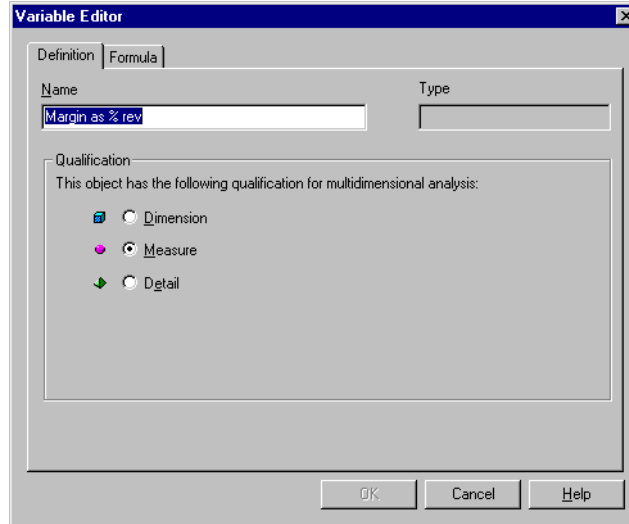 Variable Editor
Definition Formula
Name Type
Margin as % rev
Qualification
This object has the following qualification for multidimensional analysis:
Dimension
Measure
Detail
OK Cancel Help